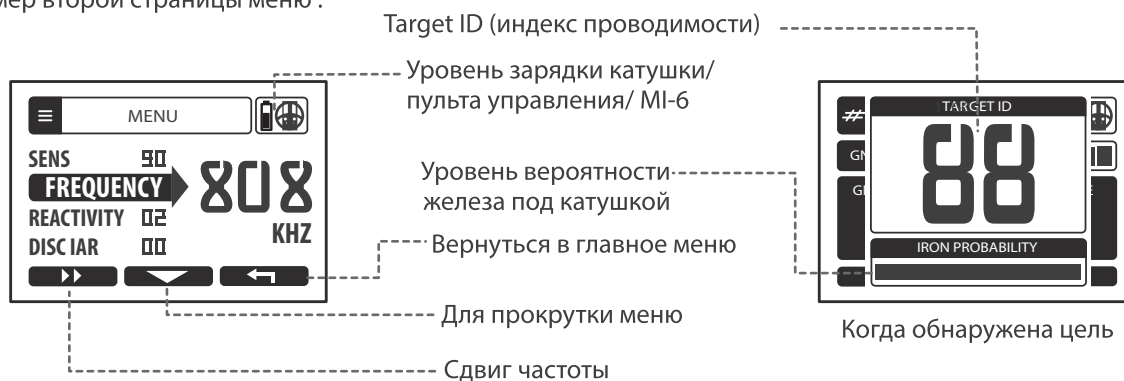 мер второй страницы меню :
Target ID (индекс проводимости)
Уровень зарядки катушки/
пульта управления/ MI-6
MENU
SENS 90
FREQUENCY
808
KHZ
REACTIVITY 02
DISC IAR 00
Уровень вероятности
железа под катушкой
Вернуться в главное меню
Для прокрутки меню
Сдвиг частоты
TARGET ID
88
GN
G
E
IRON PROBABILITY
Когда обнаружена цель